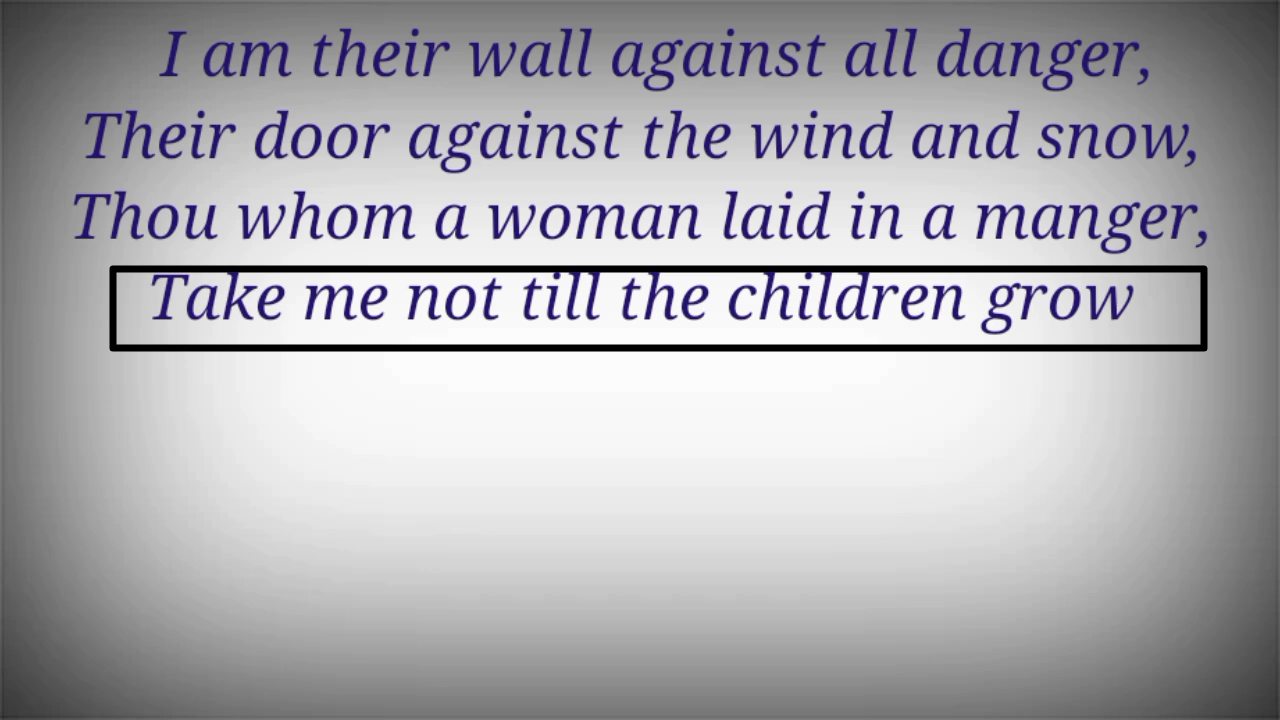 I am their wall against all danger,
Their door against the wind and snow,
Thou whom a woman laid in a manger,
Take me not till the children grow